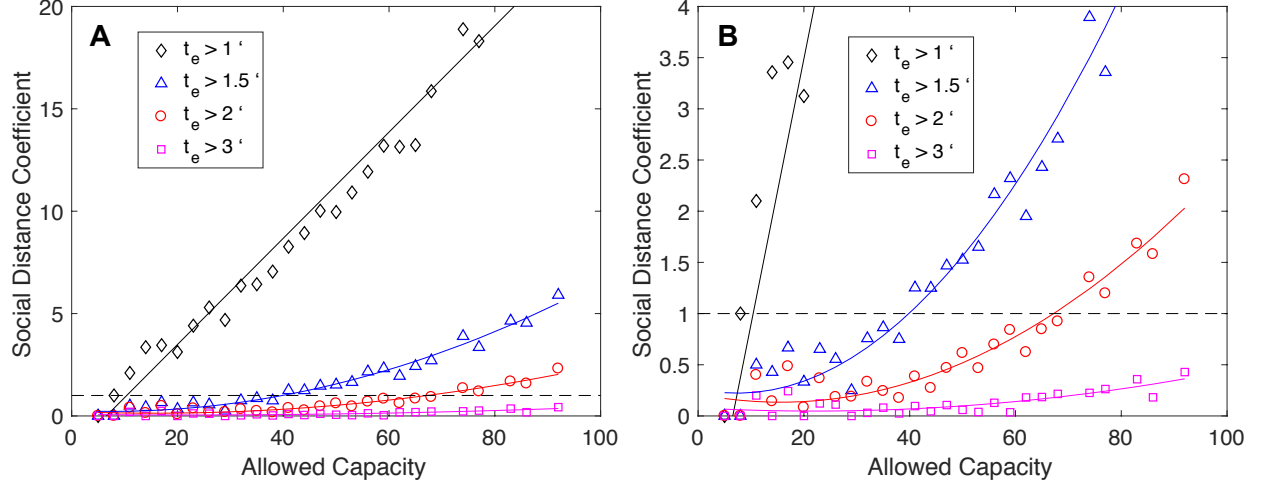 A
t_e > 1 ‘
t_e > 1.5 ‘
t_e > 2 ‘
t_e > 3 ‘
20
15
10
5
0
0 20 40 60 80 100
Social Distance Coefficient
Allowed Capacity
B
t_e > 1 ‘
t_e > 1.5 ‘
t_e > 2 ‘
t_e > 3 ‘
4
3.5
3
2.5
2
1.5
1
0.5
0
0 20 40 60 80 100
Social Distance Coefficient
Allowed Capacity